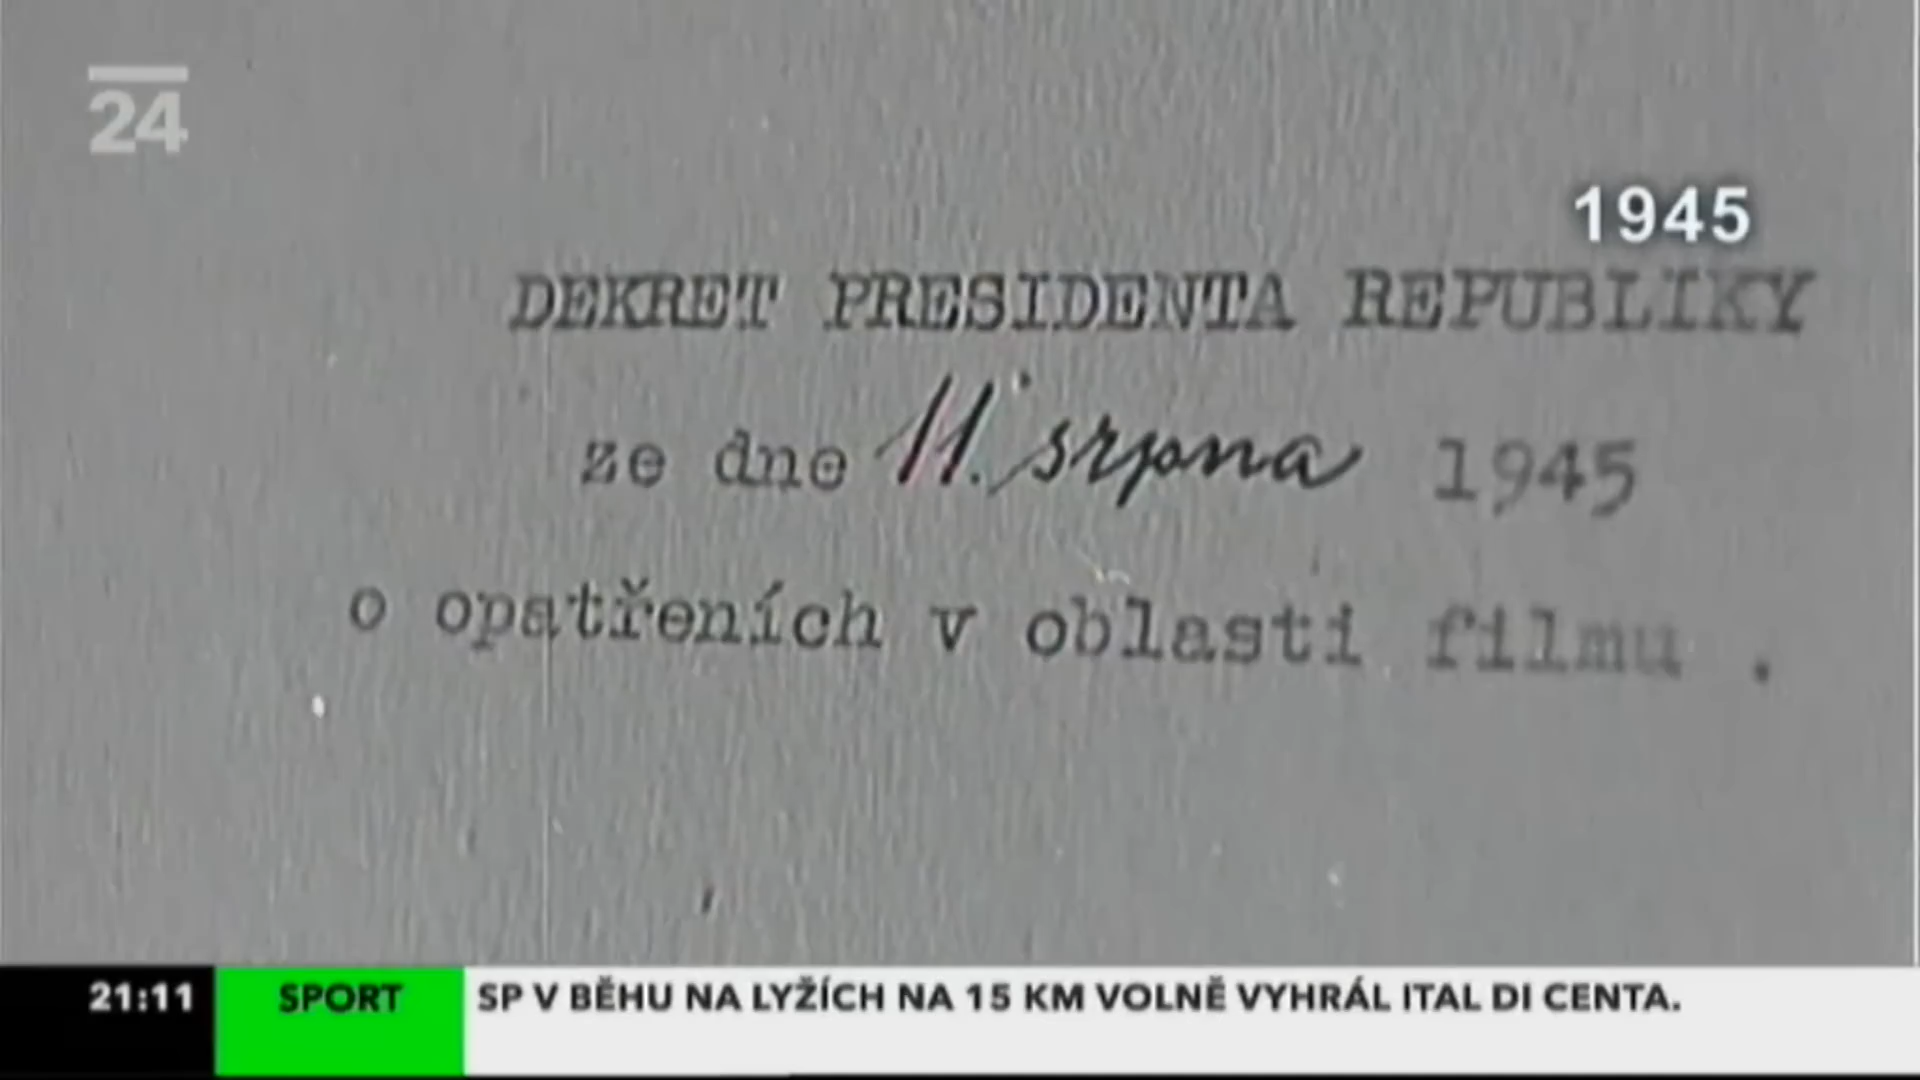 24
1945
DEKRET PRESIDENTA REPUBLIKY
ze dne 11. srpna 1945
o opatřeních v oblasti filmu .
21:11 SPORT SP V BĚHU NA LYŽÍCH NA 15 KM VOLNĚ VYHRÁL ITAL DI CENTA.